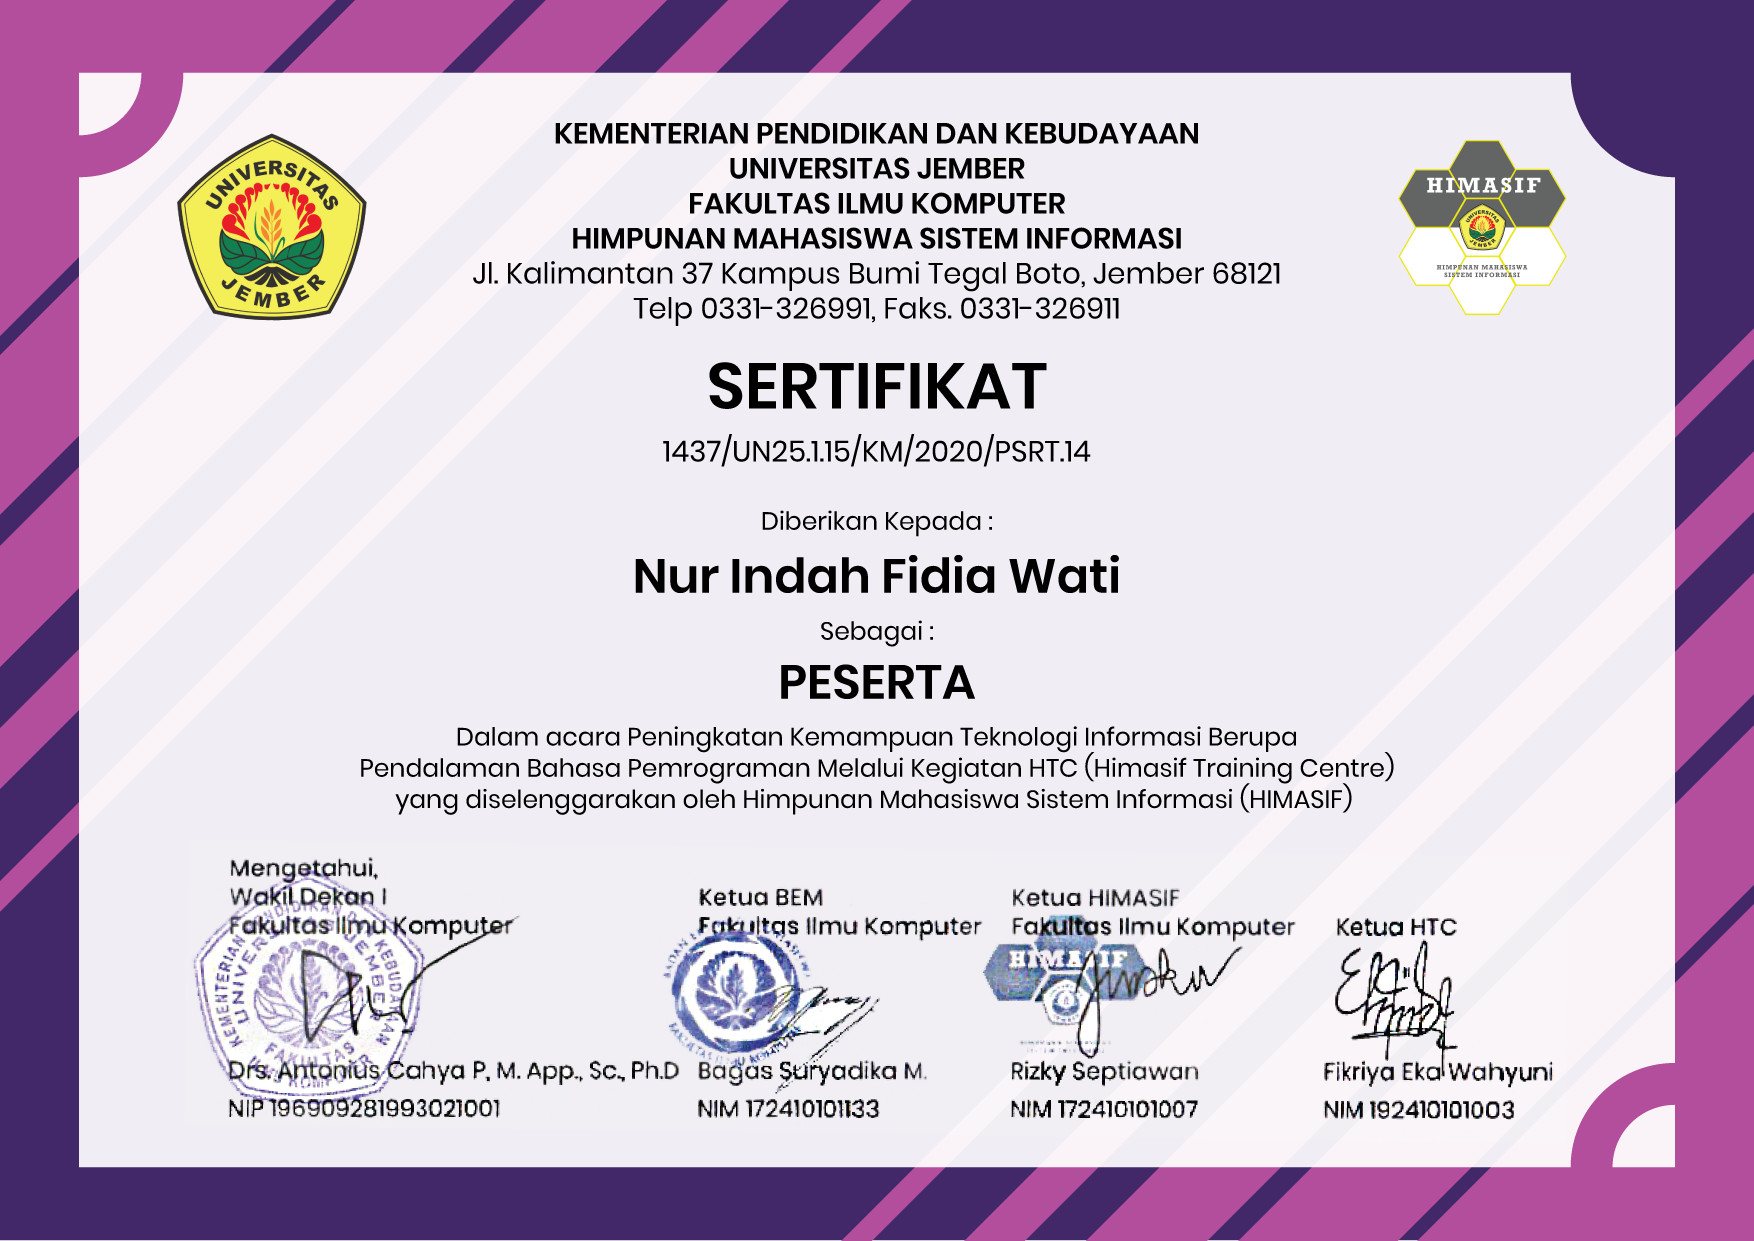 KEMENTERIAN PENDIDIKAN DAN KEBUDAYAAN
UNIVERSITAS JEMBER
FAKULTAS ILMU KOMPUTER
HIMPUNAN MAHASISWA SISTEM INFORMASI
Jl. Kalimantan 37 Kampus Bumi Tegal Boto, Jember 68121
Telp 0331-326991, Faks. 0331-326911
UNIVERSITAS
JEMBER
HIMASIF
UNIVERSITAS
JEMBER
HIMPUNAN MAHASISWA
SISTEM INFORMASI
SERTIFIKAT
1437/UN25.1.15/KM/2020/PSRT.14
Diberikan Kepada :
Nur Indah Fidia Wati
Sebagai :
PESERTA
Dalam acara Peningkatan Kemampuan Teknologi Informasi Berupa
Pendalaman Bahasa Pemrograman Melalui Kegiatan HTC (Himasif Training Centre)
yang diselenggarakan oleh Himpunan Mahasiswa Sistem Informasi (HIMASIF)
Mengetahui,
Wakil Dekan I
Fakultas Ilmu Komputer
Drs. Antonius Cahya P, M. App., Sc., Ph.D
NIP 196909281993021001
Ketua BEM
Fakultas Ilmu Komputer
Bagas Suryadika M.
NIM 172410101133
Ketua HIMASIF
Fakultas Ilmu Komputer
HIMASIF
Rizky Septiawan
NIM 172410101007
Ketua HTC
Fikriya Eka Wahyuni
NIM 192410101003